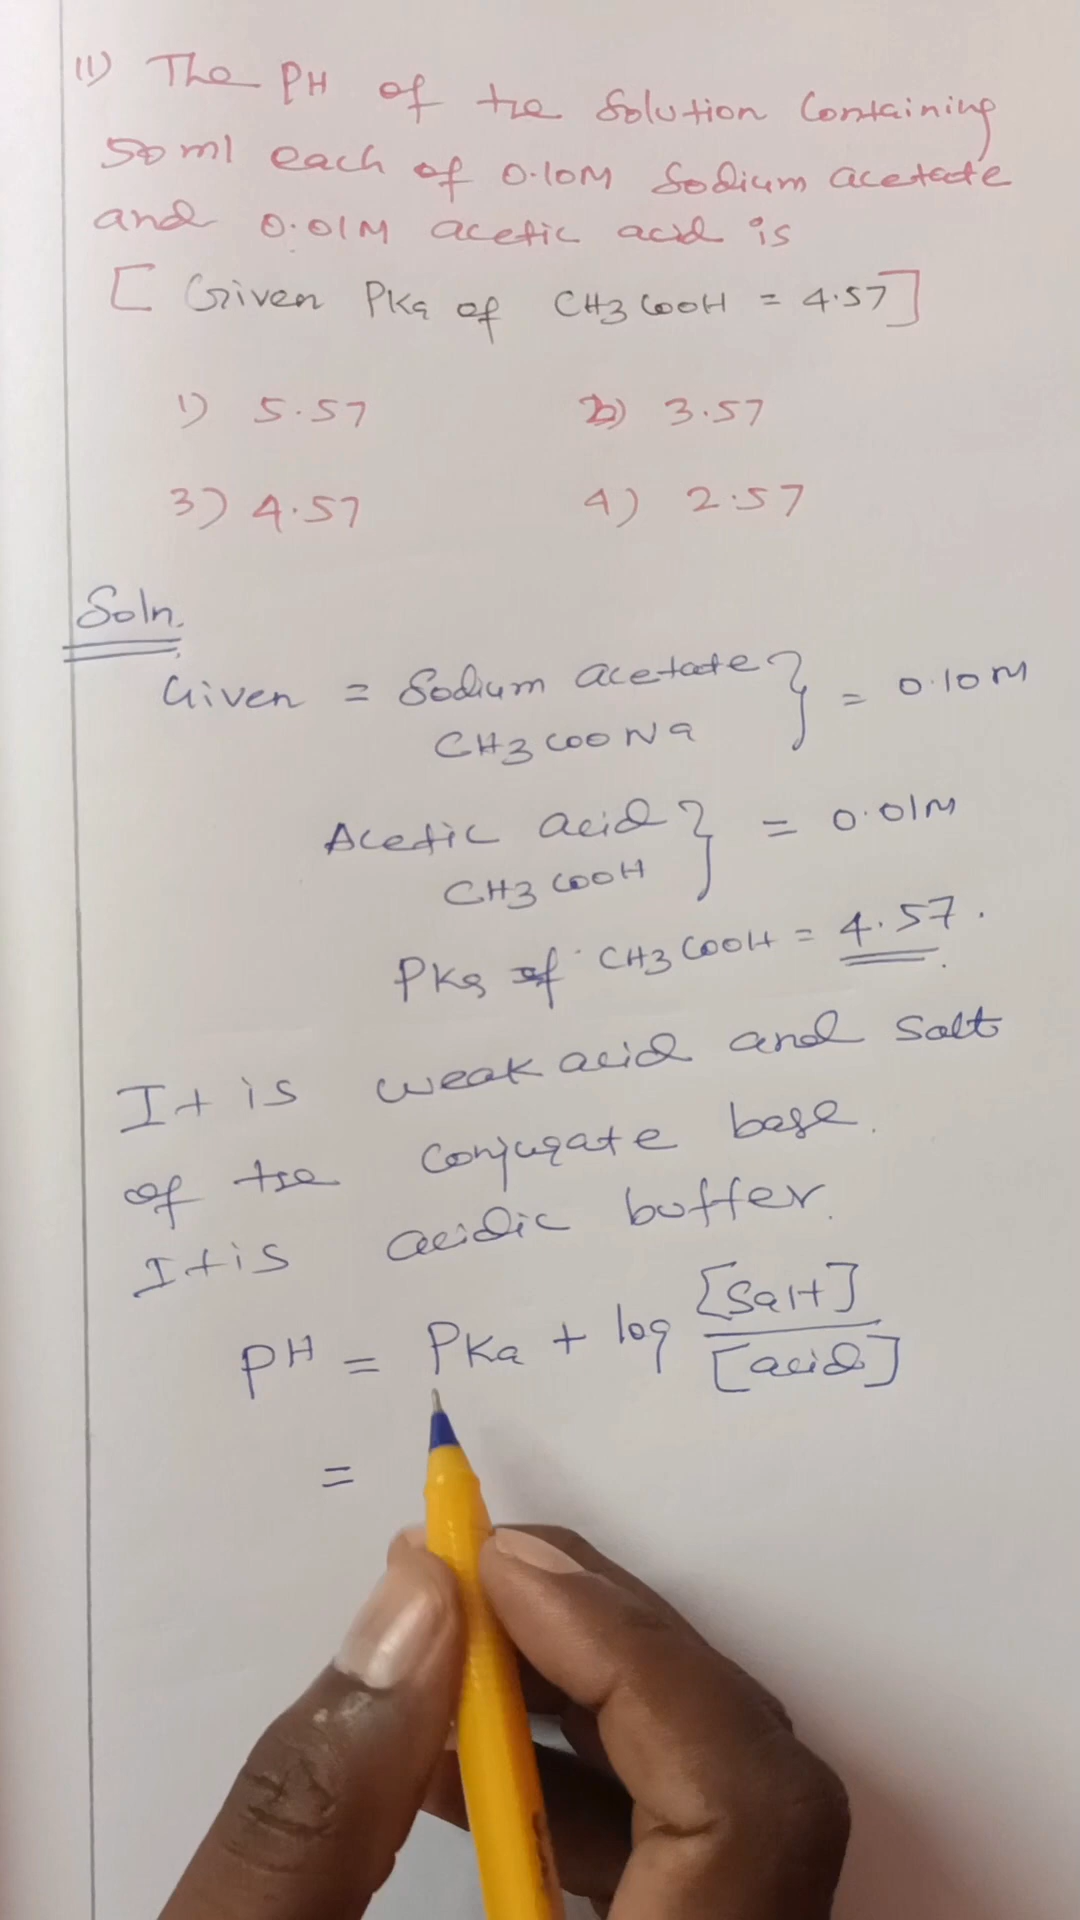 11) The PH of the Solution Containing
50 ml each of 0.10M Sodium acetate
and 0.01M acetic acid is
[ Given PKa of CH3COOH = 4.57]
1) 5.57 2) 3.57
3) 4.57 4) 2.57
Soln.
Given = Sodium acetate } = 0.10M
CH3COONa
Acetic acid } = 0.01M
CH3COOH
PKa of CH3COOH = 4.57.
It is weak acid and salt
of the conjugate base.
It is acidic buffer.
PH = PKa + log [Salt]/[acid]
=